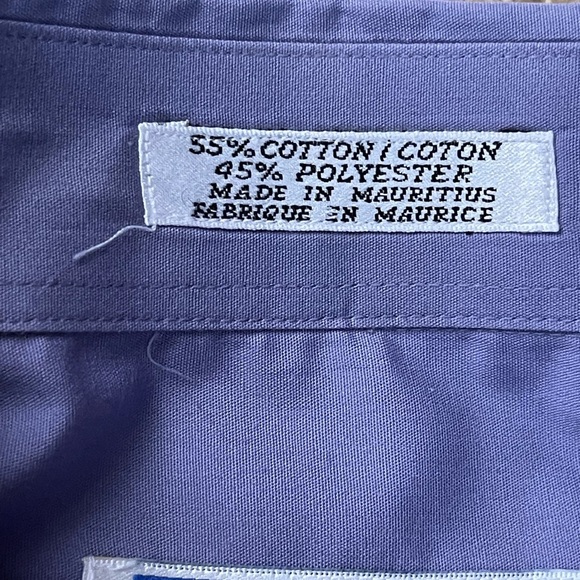 55% COTTON / COTON
45% POLYESTER
MADE IN MAURITIUS
FABRIQUE EN MAURICE